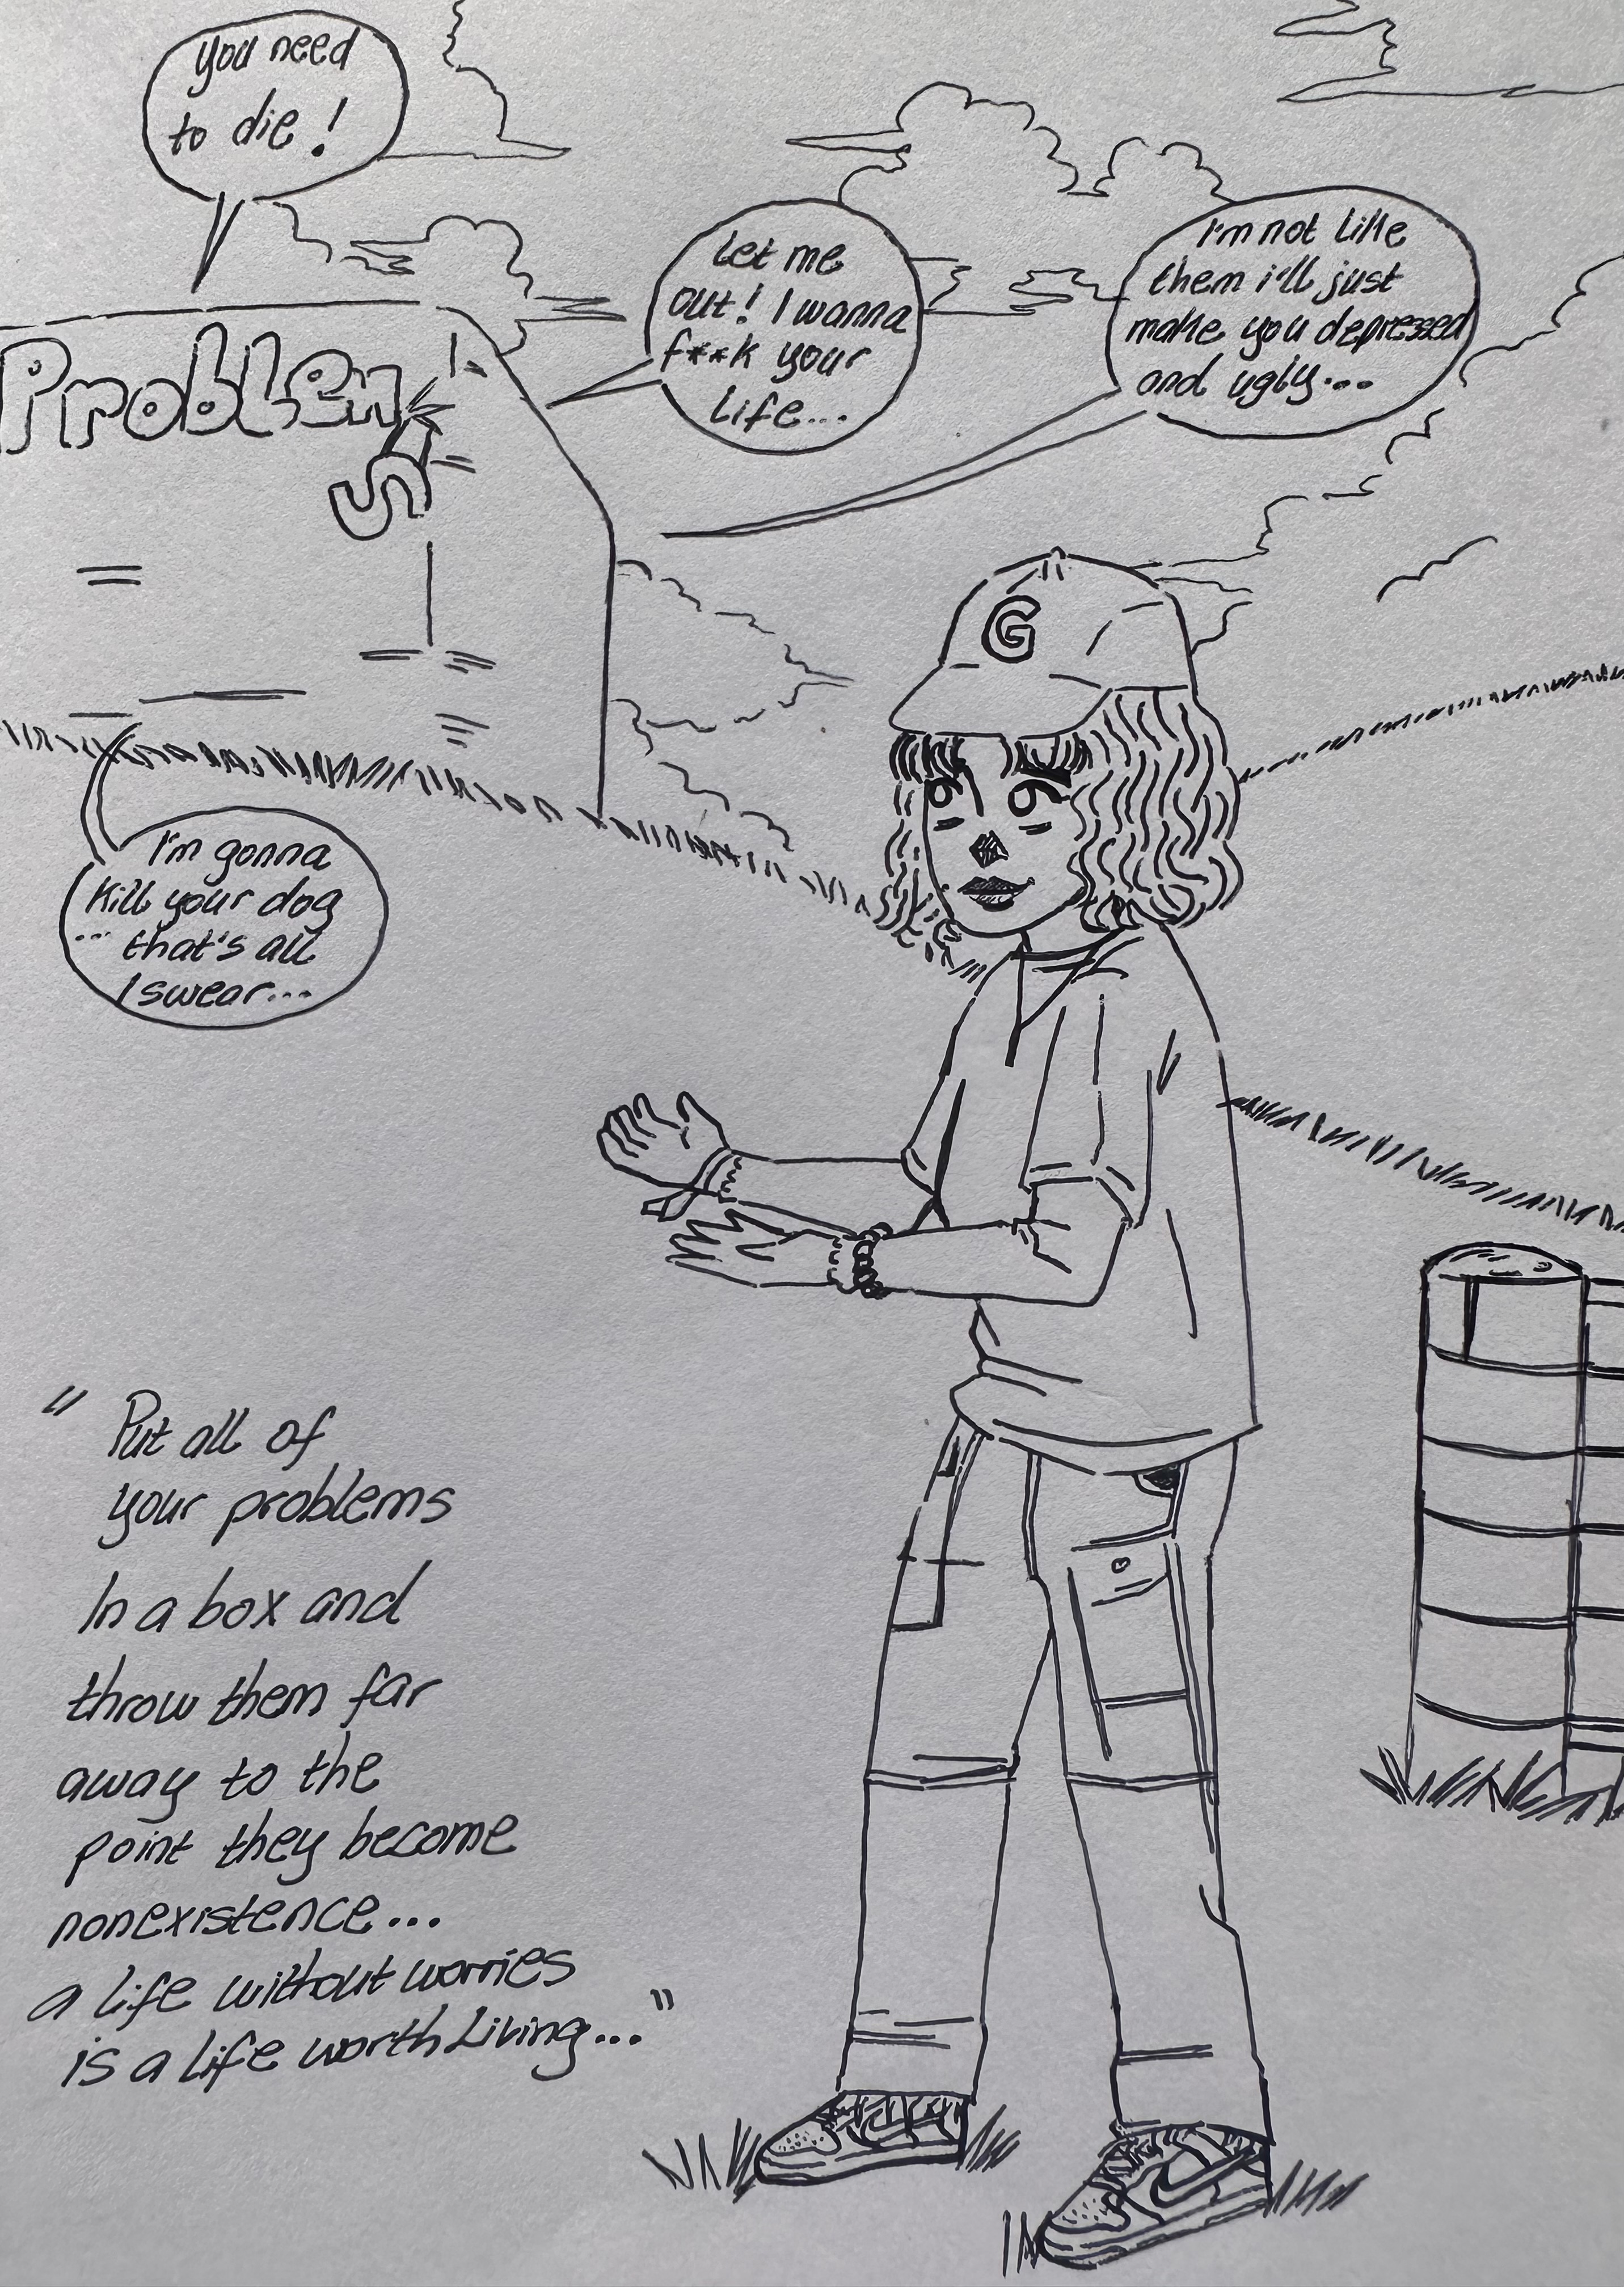 you need
to die!
Let me
out! I wanna
f**k your
life...
I'm not like
them i'll just
make you depressed
and ugly...
Problem
S
G
I'm gonna
kill your dog
... that's all
I swear...
" Put all of
your problems
In a box and
throw them far
away to the
point they become
nonexistence...
a life without worries
is a life worth Living..."